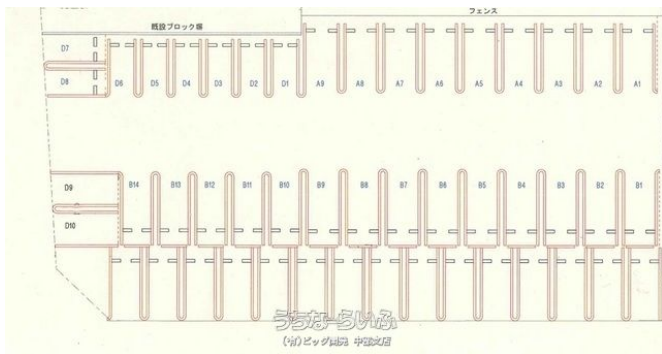 フェンス
既設ブロック塀
D7
D8
D6 D5 D4 D3 D2 D1 A9 A8 A7 A6 A5 A4 A3 A2 A1
D9
B14 B13 B12 B11 B10 B9 B8 B7 B6 B5 B4 B3 B2 B1
D10
うちなーらいふ
(有)ビッグ開発 中部支店